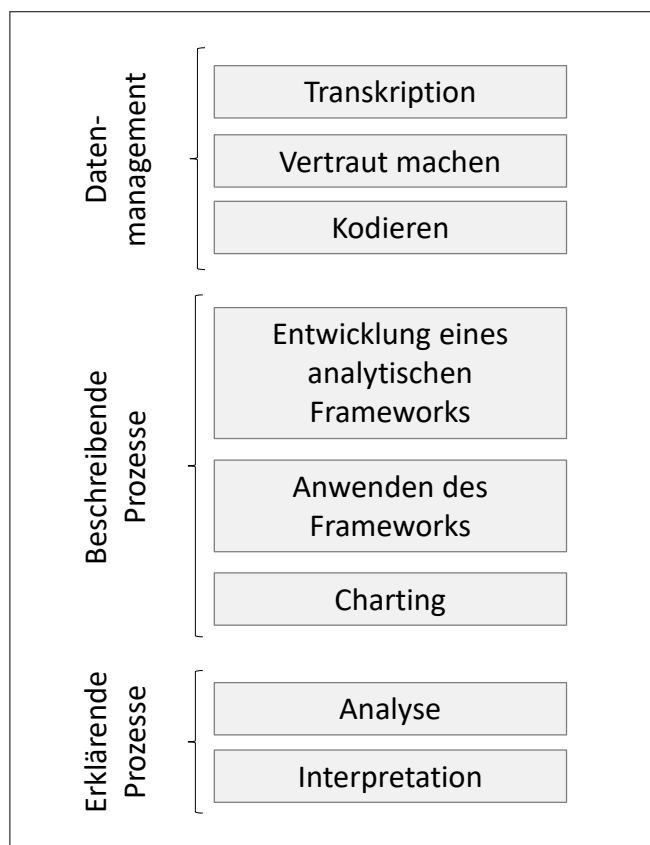 Daten-
management
Transkription
Vertraut machen
Kodieren
Beschreibende
Prozesse
Entwicklung eines
analytischen
Frameworks
Anwenden des
Frameworks
Charting
Erklärende
Prozesse
Analyse
Interpretation